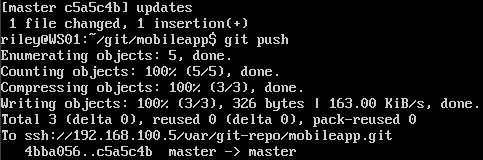 [master c5a5c4b] updates
 1 file changed, 1 insertion(+)
riley@WS01:~/git/mobileapp$ git push
Enumerating objects: 5, done.
Counting objects: 100% (5/5), done.
Compressing objects: 100% (3/3), done.
Writing objects: 100% (3/3), 326 bytes | 163.00 KiB/s, done.
Total 3 (delta 0), reused 0 (delta 0), pack-reused 0
To ssh://192.168.100.5/var/git-repo/mobileapp.git
   4bba056..c5a5c4b  master -> master